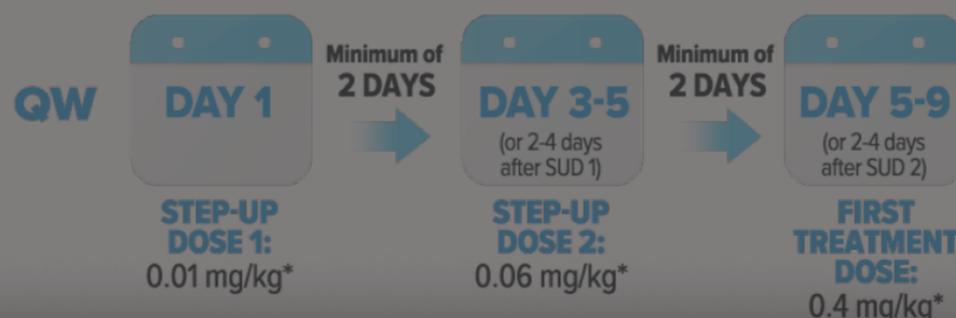 QW
DAY 1
STEP-UP
DOSE 1:
0.01 mg/kg*
Minimum of
2 DAYS
DAY 3-5
(or 2-4 days
after SUD 1)
STEP-UP
DOSE 2:
0.06 mg/kg*
Minimum of
2 DAYS
DAY 5-9
(or 2-4 days
after SUD 2)
FIRST
TREATMENT
DOSE:
0.4 mg/kg*